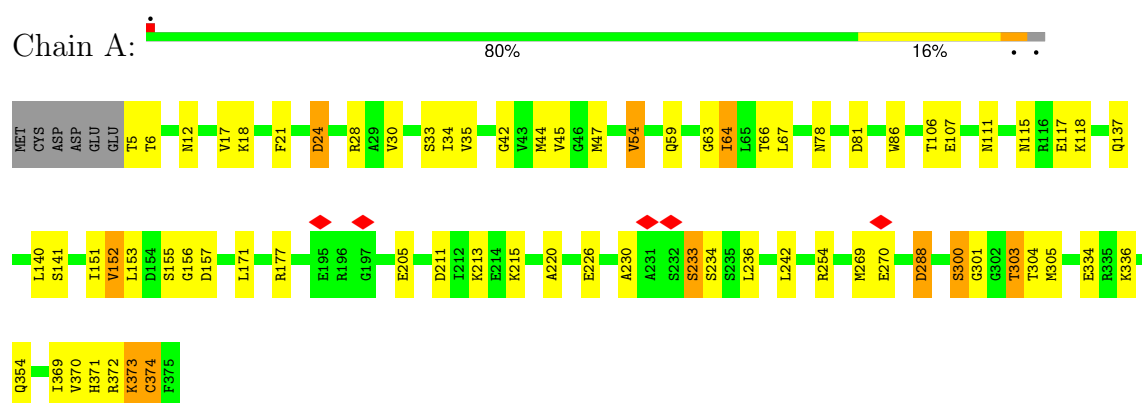 Chain A:
80%
16%
MET CYS ASP ASP GLU GLU T5 T6 N12 V17 K18 F21 D24 R28 A29 V30 S33 I34 V35 G42 V43 M44 V45 G46 M47 V54 Q59 G63 I64 L65 T66 L67 N78 D81 W86 T106 E107 N111 N115 R116 E117 K118 Q137
L140 S141 I151 V152 L153 D154 S155 G156 D157 L171 R177 E195 R196 G197 E205 D211 I212 K213 E214 K215 A220 E226 A230 A231 S232 S233 S234 S235 L236 L242 R254 M269 E270 D288 S300 G301 G302 T303 T304 M305 E334 R335 K336
Q354 I369 V370 H371 R372 K373 C374 F375